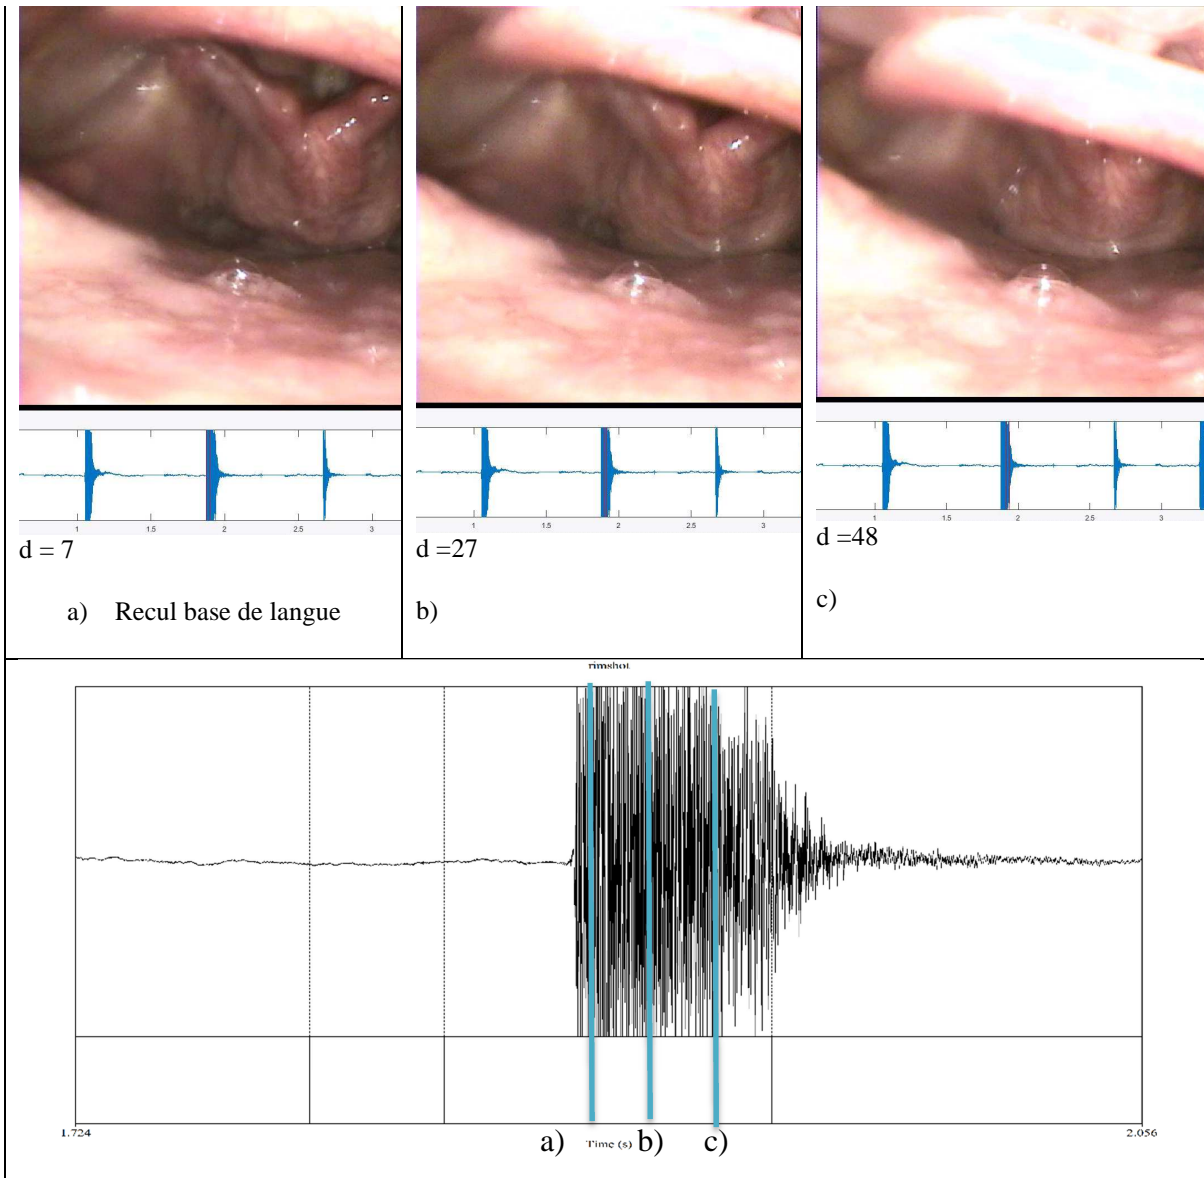 1 1.5 2 2.5 3
1 1.5 2 2.5 3
1 1.5 2 2.5 3
d = 7
d =27
d =48
a) Recul base de langue
b)
c)
rimshot
1.724
Time (s)
2.056
a) b) c)